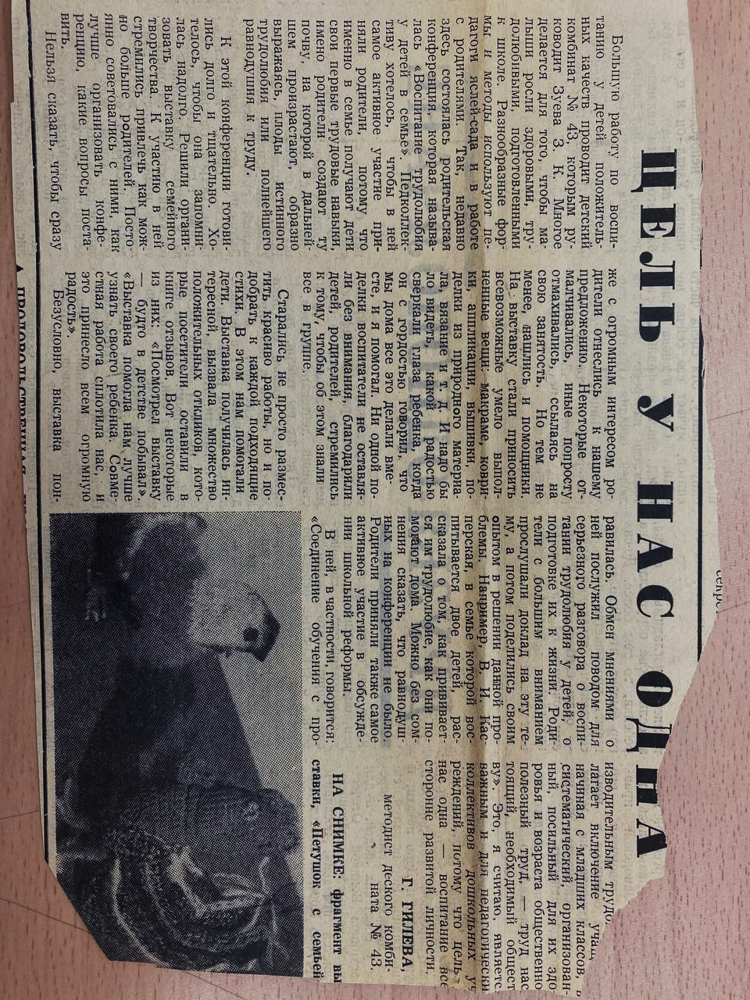 ЦЕЛЬ У НАС ОДНА
Большую работу по воспи-
танию у детей положитель-
ных качеств проводит детский
комбинат № 43, которым ру-
ководит Зуева З. К. Многое
делается для того, чтобы ма-
лыши росли здоровыми, тру-
долюбивыми, подготовленными
к школе. Разнообразные фор-
мы и методы используют пе-
дагоги яслей-сада и в работе
с родителями. Так, недавно
здесь состоялась родительская
конференция, которая называ-
лась «Воспитание трудолюбия
у детей в семье». Педколлек-
тиву хотелось, чтобы в ней
самое активное участие при-
няли родители, потому что
именно в семье получают дети
свои первые трудовые навыки,
имено родители создают ту
почву, на которой в дальней-
шем произрастают, образно
выражаясь, плоды истинного
трудолюбия или полнейшего
равнодушия к труду.
К этой конференции готови-
лись долго и тщательно. Хо-
телось, чтобы она запомни-
лась надолго. Решили органи-
зовать выставку семейного
творчества. К участию в ней
стремились привлечь как мож-
но больше родителей. Посто-
янно советовались с ними, как
лучше организовать конфе-
ренцию, какие вопросы поста-
вить.
Нельзя сказать, чтобы сразу
же с огромным интересом ро-
дители отнеслись к нашему
предложению. Некоторые от-
малчивались, иные попросту
отмахивались, ссылаясь на
свою занятость. Но тем не
менее, нашлись и помощники.
На выставку стали приносить
всевозможные умело выпол-
ненные вещи: макраме, коври-
ки, аппликации, вышивки, по-
делки из природного материа-
ла, вязание и т. д. И надо бы
ло видеть, какой радостью
сверкали глаза ребенка, когда
он с гордостью говорил, что
мы дома все это делали вме-
сте, и я помогал. Ни одной по-
делки воспитатели не оставля-
ли без внимания, благодарили
детей, родителей, стремились
к тому, чтобы об этом знали
все в группе.
Старались не просто размес-
тить красиво работы, но и по-
добрать к каждой подходящие
стихи. В этом нам помогали
дети. Выставка получилась ин-
тересной, вызвала множество
положительных откликов, кото-
рые посетители оставили в
ките отзывов. Вот некоторые
из них: «Посмотрел выставку
— будто в детстве побывал».
«Выставка помогла нам лучше
узнать своего ребенка. Совме-
стная работа сплотила нас, и
это принесло всем огромную
радость».
Безусловно, выставка пон-
равилась. Обмен мнениями о
ней послужил поводом для
серьезного разговора о воспи-
тании трудолюбия у детей, о
подготовке их к жизни. Роди-
тели с большим вниманием
прослушали доклад на эту те-
му, а потом поделились своим
опытом в решении данной про-
блемы. Например, В. И. Кас-
перская, в семье которой вос-
питывается двое детей, рас-
сказала о том, как прививает-
ся им трудолюбие, как они по-
могают дома. Можно без сом-
нения сказать, что равнодуш-
ных на конференции не было.
Родители приняли также самое
активное участие в обсужде-
нии школьной реформы.
В ней, в частности, говорится:
«Соединение обучения с про-
изводительным трудо
лагает включение учащ
начиная с младших классов, в
систематический, организован-
ный, посильный для их здо
ровья и возраста общественно
полезный труд, — труд нас
тоящий, необходимый общест
ву». Это, я считаю, являетс
важным и для педагогически
коллективов дошкольных уч
реждений, потому что цель
нас одна — воспитание все
сторонне развитой личности.
Г. ГИЛЕВА,
методист деского комби-
ната № 43.
НА СНИМКЕ: фрагмент вы
ставки, «Петушок с семьей
секре